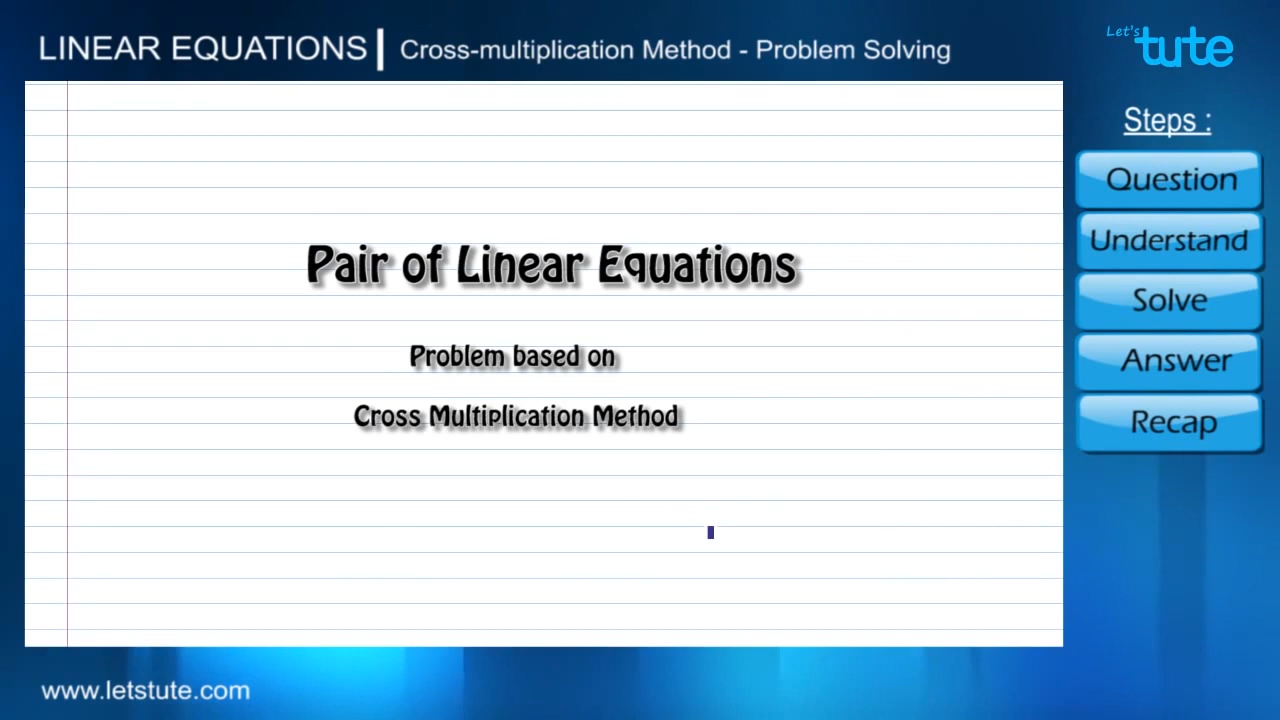 LINEAR EQUATIONS | Cross-multiplication Method - Problem Solving
Let's tute
Steps :
Question
Understand
Solve
Answer
Recap
Pair of Linear Equations
Problem based on
Cross Multiplication Method
www.letstute.com